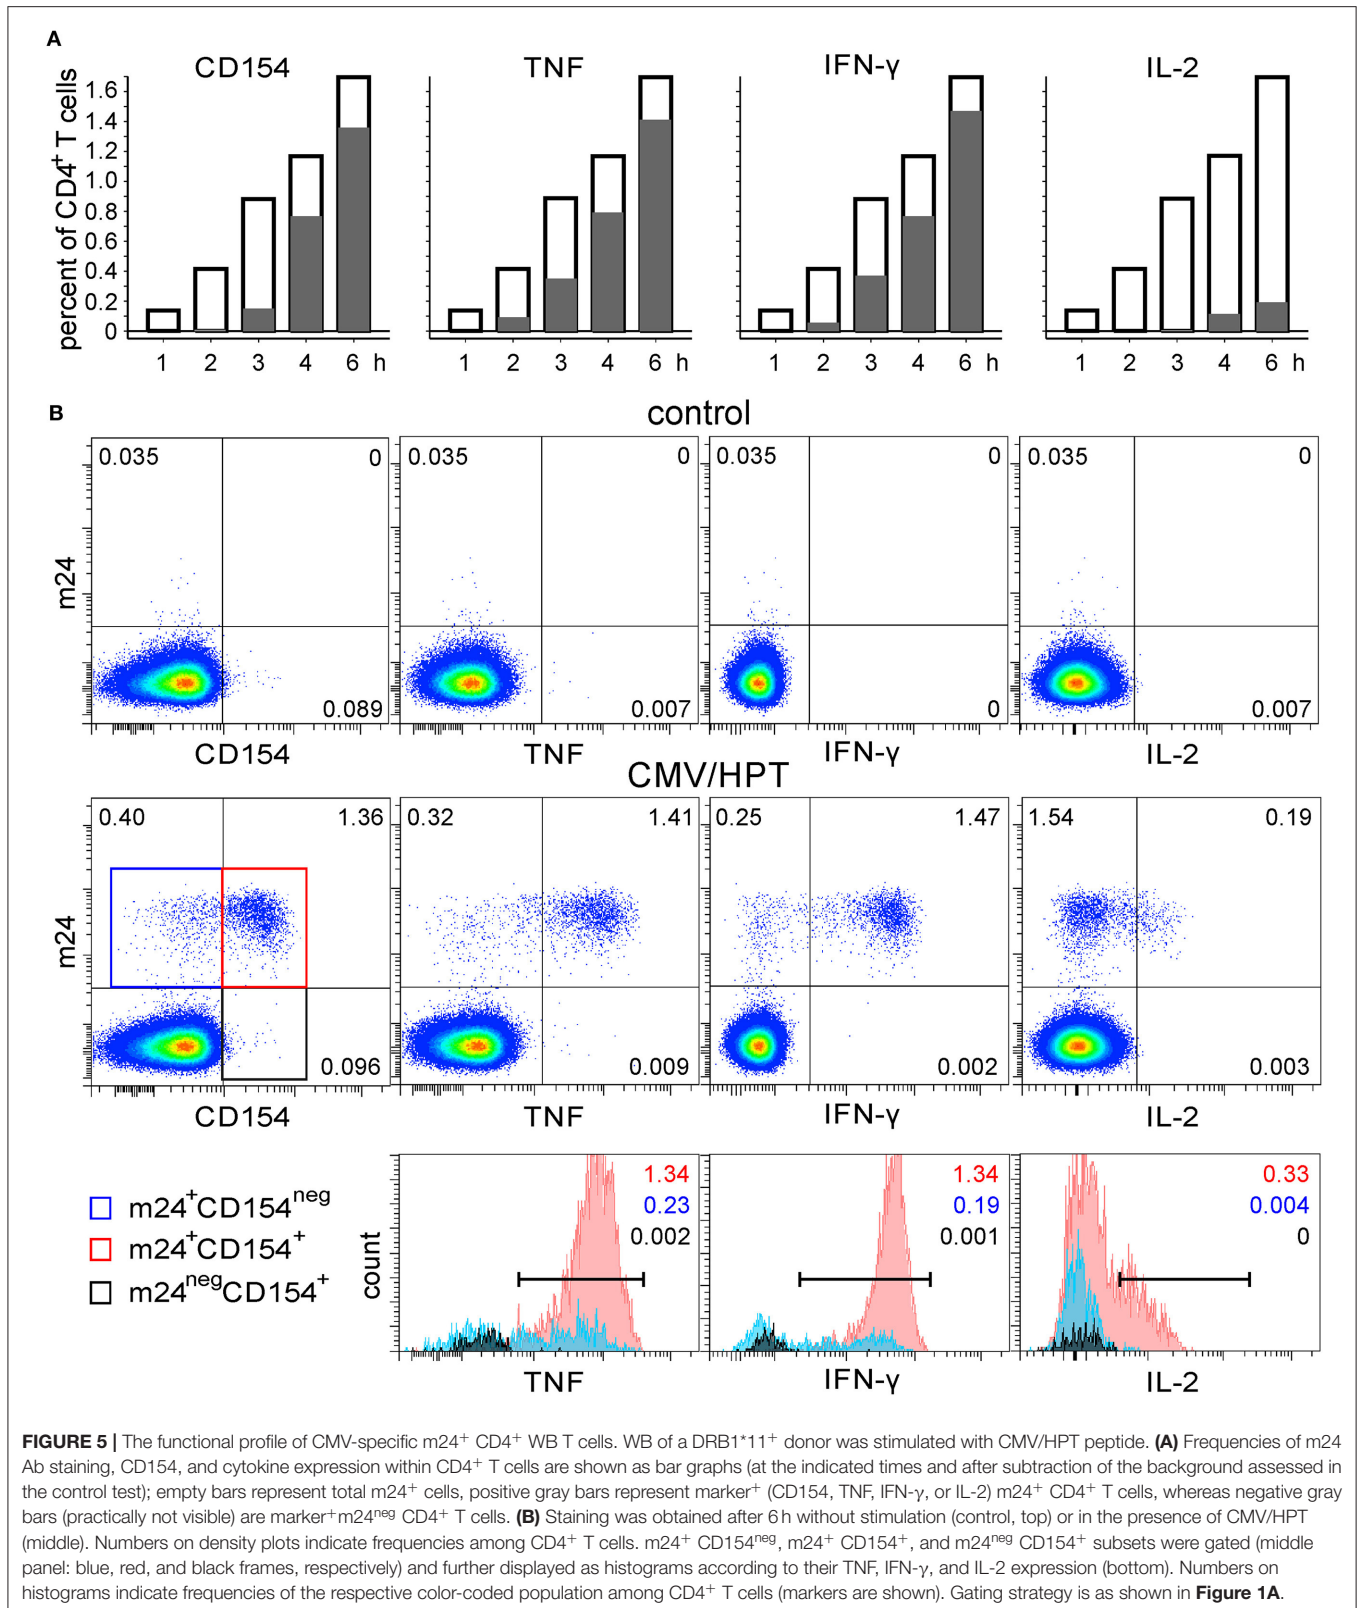 A
CD154 TNF IFN-γ IL-2
percent of CD4⁺ T cells
1.6
1.4
1.2
1.0
0.8
0.6
0.4
0.2
0
1 2 3 4 6 h 1 2 3 4 6 h 1 2 3 4 6 h 1 2 3 4 6 h
B
control
0.035 0 0.035 0 0.035 0 0.035 0
m24
0.089 0.007 0 0.007
CD154 TNF IFN-γ IL-2
CMV/HPT
0.40 1.36 0.32 1.41 0.25 1.47 1.54 0.19
m24
0.096 0.009 0.002 0.003
CD154 TNF IFN-γ IL-2
1.34 1.34 0.33
0.23 0.19 0.004
0.002 0.001 0
m24⁺CD154ⁿᵉᵍ
m24⁺CD154⁺
m24ⁿᵉᵍCD154⁺
count
TNF IFN-γ IL-2
FIGURE 5 | The functional profile of CMV-specific m24⁺ CD4⁺ WB T cells. WB of a DRB1*11⁺ donor was stimulated with CMV/HPT peptide. (A) Frequencies of m24
Ab staining, CD154, and cytokine expression within CD4⁺ T cells are shown as bar graphs (at the indicated times and after subtraction of the background assessed in
the control test); empty bars represent total m24⁺ cells, positive gray bars represent marker⁺ (CD154, TNF, IFN-γ, or IL-2) m24⁺ CD4⁺ T cells, whereas negative gray
bars (practically not visible) are marker⁺m24ⁿᵉᵍ CD4⁺ T cells. (B) Staining was obtained after 6 h without stimulation (control, top) or in the presence of CMV/HPT
(middle). Numbers on density plots indicate frequencies among CD4⁺ T cells. m24⁺ CD154ⁿᵉᵍ, m24⁺ CD154⁺, and m24ⁿᵉᵍ CD154⁺ subsets were gated (middle
panel: blue, red, and black frames, respectively) and further displayed as histograms according to their TNF, IFN-γ, and IL-2 expression (bottom). Numbers on
histograms indicate frequencies of the respective color-coded population among CD4⁺ T cells (markers are shown). Gating strategy is as shown in Figure 1A.